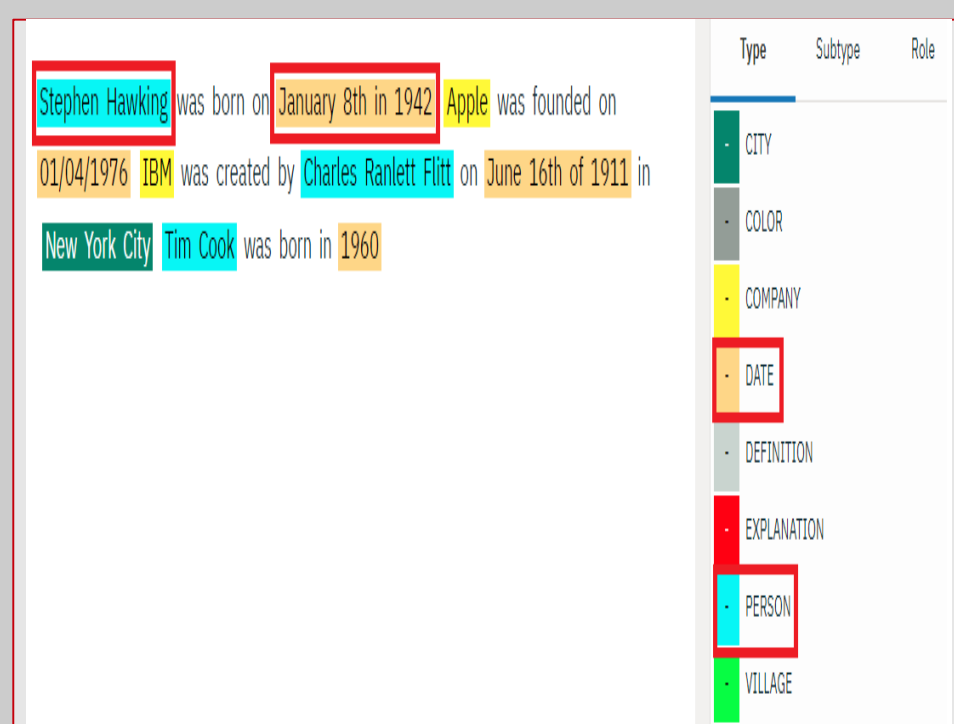 Stephen Hawking was born on January 8th in 1942 Apple was founded on
01/04/1976 IBM was created by Charles Ranlett Flitt on June 16th of 1911 in
New York City Tim Cook was born in 1960
Type Subtype Role
- CITY
- COLOR
- COMPANY
- DATE
- DEFINITION
- EXPLANATION
- PERSON
- VILLAGE